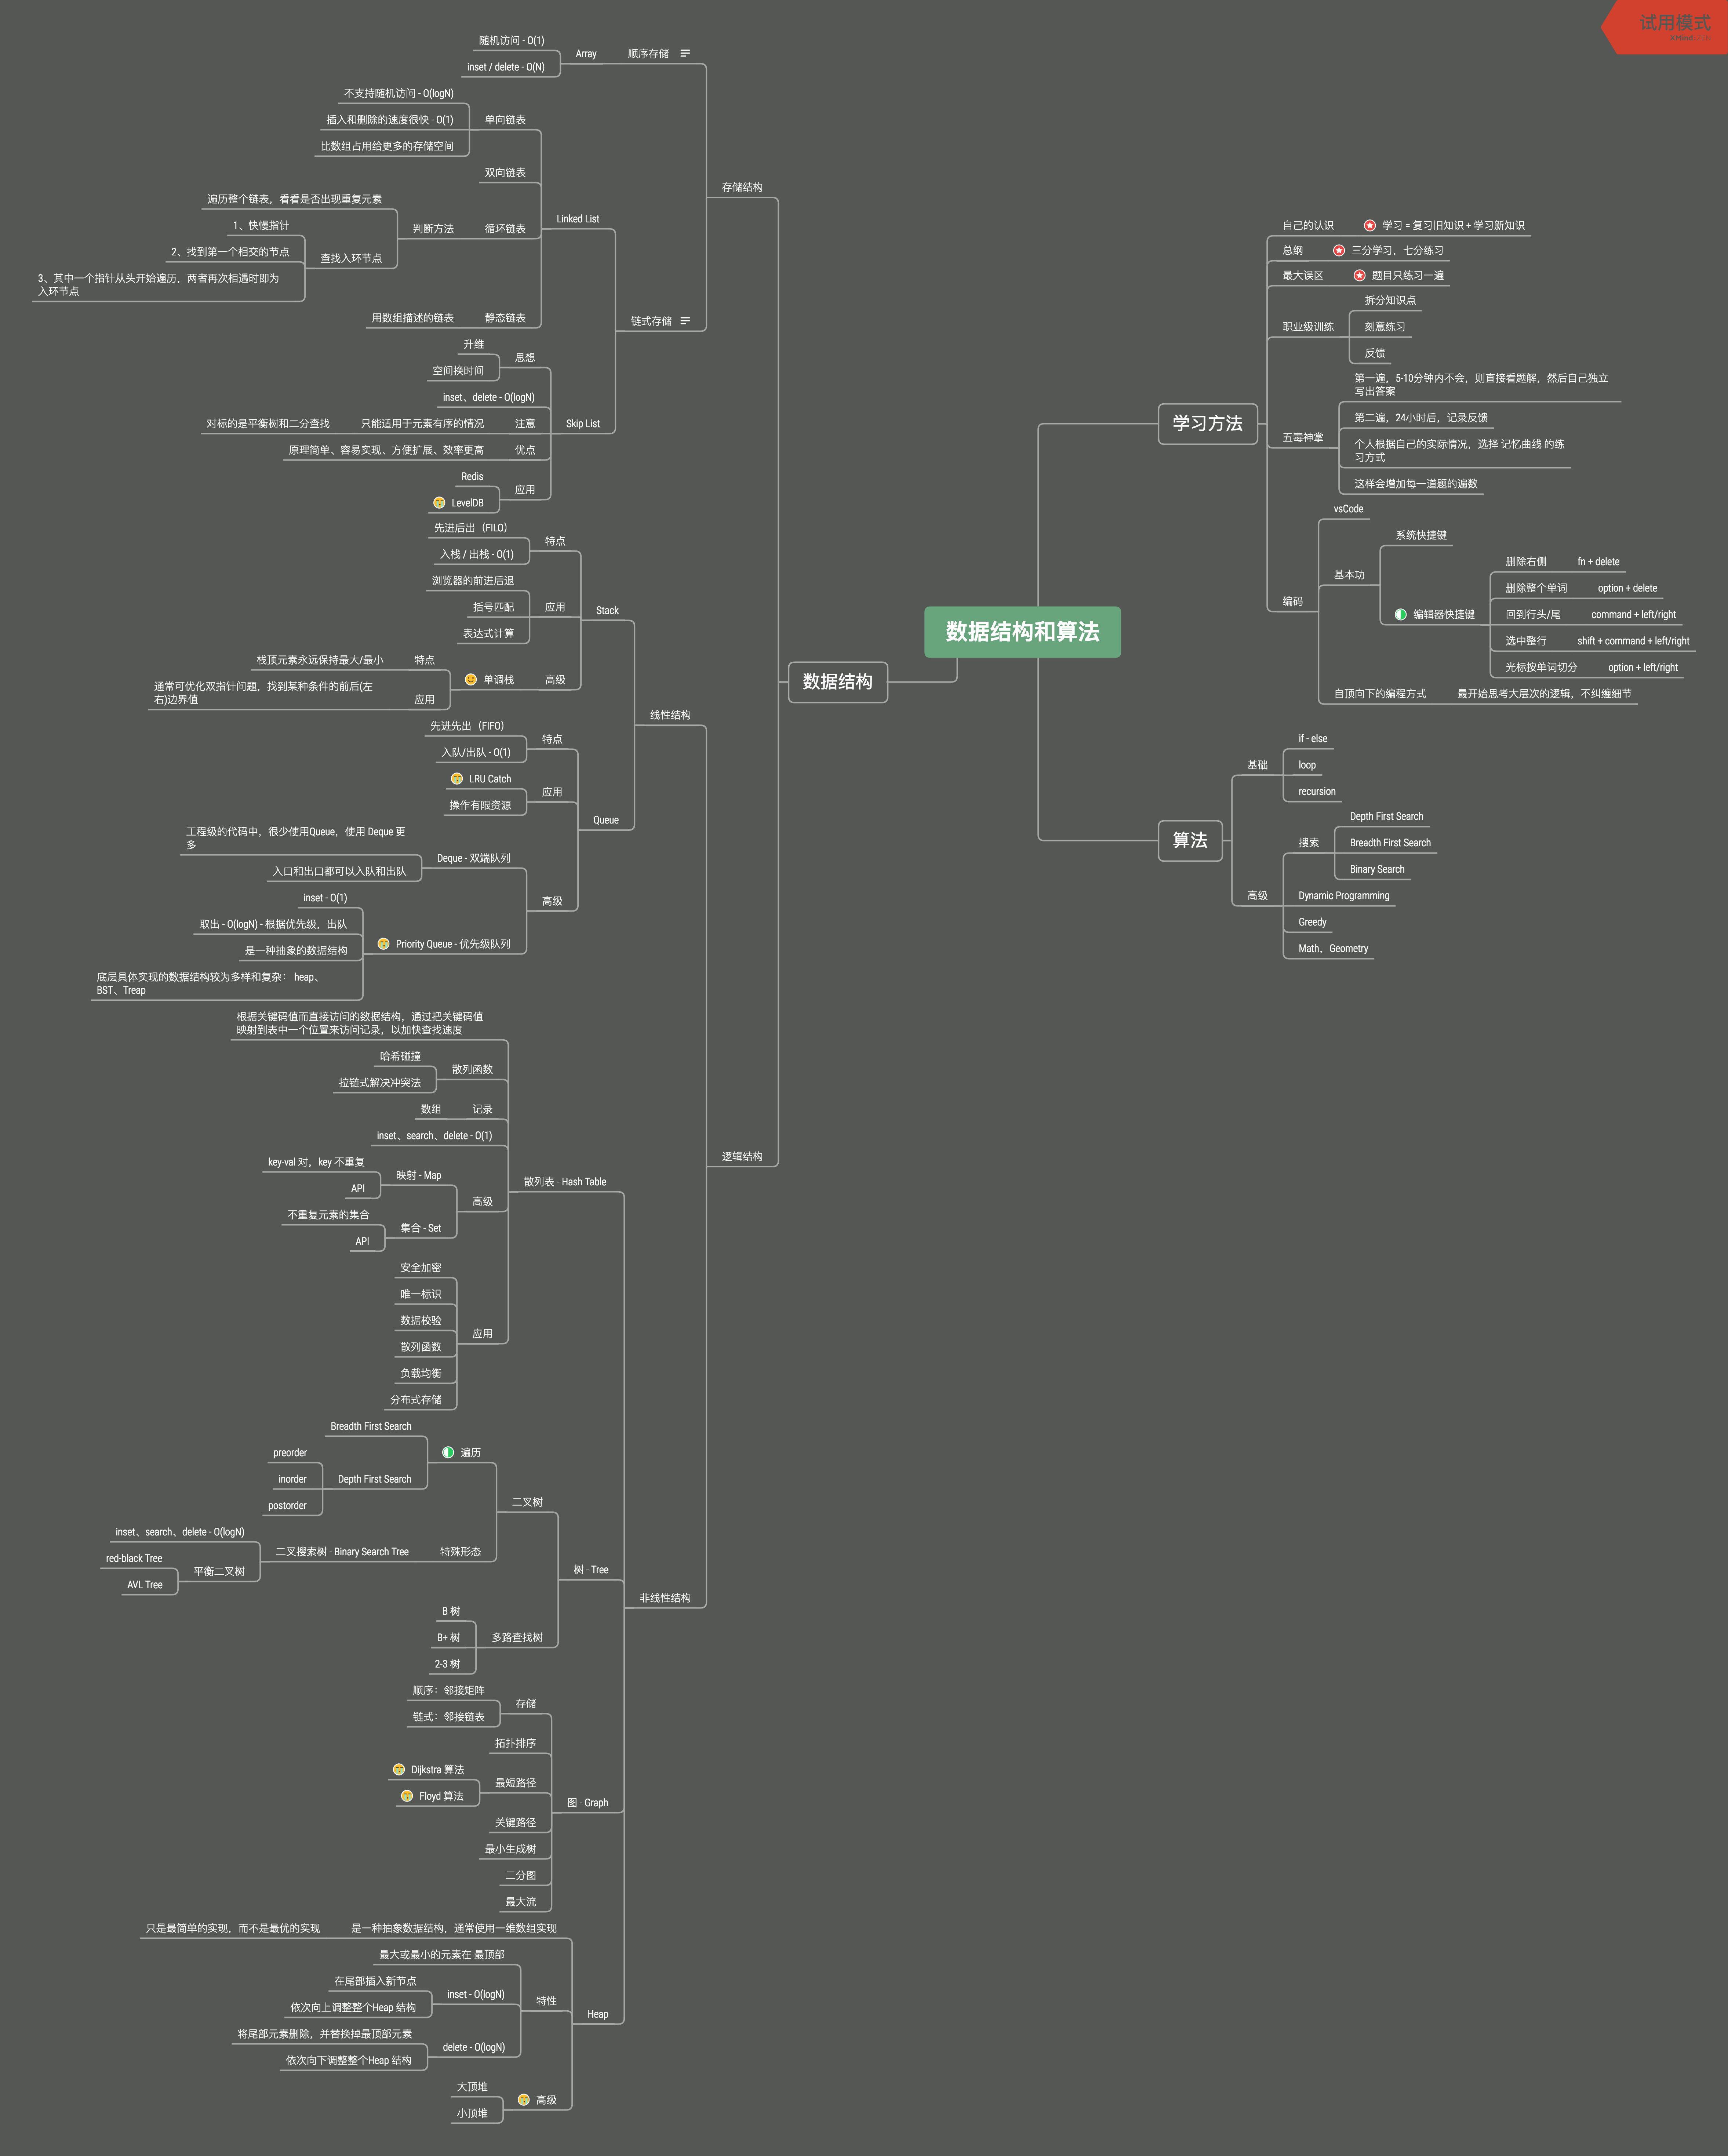 试用模式
XMind
数据结构和算法
学习方法
自己的认识
学习 = 复习旧知识 + 学习新知识
总纲
三分学习，七分练习
最大误区
题目只练习一遍
职业级训练
拆分知识点
刻意练习
反馈
五毒神掌
第一遍，5-10分钟内不会，则直接看题解，然后自己独立
写出答案
第二遍，24小时后，记录反馈
个人根据自己的实际情况，选择 记忆曲线 的练
习方式
这样会增加每一道题的遍数
编码
vsCode
基本功
系统快捷键
编辑器快捷键
删除右侧
fn + delete
删除整个单词
option + delete
回到行头/尾
command + left/right
选中整行
shift + command + left/right
光标按单词切分
option + left/right
自顶向下的编程方式
最开始思考大层次的逻辑，不纠缠细节
算法
基础
if - else
loop
recursion
高级
搜索
Depth First Search
Breadth First Search
Binary Search
Dynamic Programming
Greedy
Math，Geometry
数据结构
存储结构
顺序存储
Array
随机访问 - O(1)
inset / delete - O(N)
链式存储
Linked List
单向链表
不支持随机访问 - O(logN)
插入和删除的速度很快 - O(1)
比数组占用给更多的存储空间
双向链表
循环链表
判断方法
遍历整个链表，看看是否出现重复元素
查找入环节点
1、快慢指针
2、找到第一个相交的节点
3、其中一个指针从头开始遍历，两者再次相遇时即为
入环节点
静态链表
用数组描述的链表
Skip List
思想
升维
空间换时间
inset、delete - O(logN)
注意
只能适用于元素有序的情况
对标的是平衡树和二分查找
优点
原理简单、容易实现、方便扩展、效率更高
应用
Redis
LevelDB
逻辑结构
线性结构
Stack
特点
先进后出（FILO）
入栈 / 出栈 - O(1)
应用
浏览器的前进后退
括号匹配
表达式计算
高级
单调栈
特点
栈顶元素永远保持最大/最小
应用
通常可优化双指针问题，找到某种条件的前后(左
右)边界值
Queue
特点
先进先出（FIFO）
入队/出队 - O(1)
应用
LRU Catch
操作有限资源
高级
Deque - 双端队列
工程级的代码中，很少使用Queue，使用 Deque 更
多
入口和出口都可以入队和出队
Priority Queue - 优先级队列
inset - O(1)
取出 - O(logN) - 根据优先级，出队
是一种抽象的数据结构
底层具体实现的数据结构较为多样和复杂： heap、
BST、Treap
非线性结构
散列表 - Hash Table
根据关键码值而直接访问的数据结构，通过把关键码值
映射到表中一个位置来访问记录，以加快查找速度
散列函数
哈希碰撞
拉链式解决冲突法
记录
数组
inset、search、delete - O(1)
高级
映射 - Map
key-val 对，key 不重复
API
集合 - Set
不重复元素的集合
API
应用
安全加密
唯一标识
数据校验
散列函数
负载均衡
分布式存储
树 - Tree
二叉树
遍历
Breadth First Search
Depth First Search
preorder
inorder
postorder
特殊形态
二叉搜索树 - Binary Search Tree
inset、search、delete - O(logN)
平衡二叉树
red-black Tree
AVL Tree
多路查找树
B 树
B+ 树
2-3 树
图 - Graph
存储
顺序：邻接矩阵
链式：邻接链表
拓扑排序
最短路径
Dijkstra 算法
Floyd 算法
关键路径
最小生成树
二分图
最大流
Heap
是一种抽象数据结构，通常使用一维数组实现
只是最简单的实现，而不是最优的实现
特性
最大或最小的元素在 最顶部
inset - O(logN)
在尾部插入新节点
依次向上调整整个Heap 结构
delete - O(logN)
将尾部元素删除，并替换掉最顶部元素
依次向下调整整个Heap 结构
高级
大顶堆
小顶堆